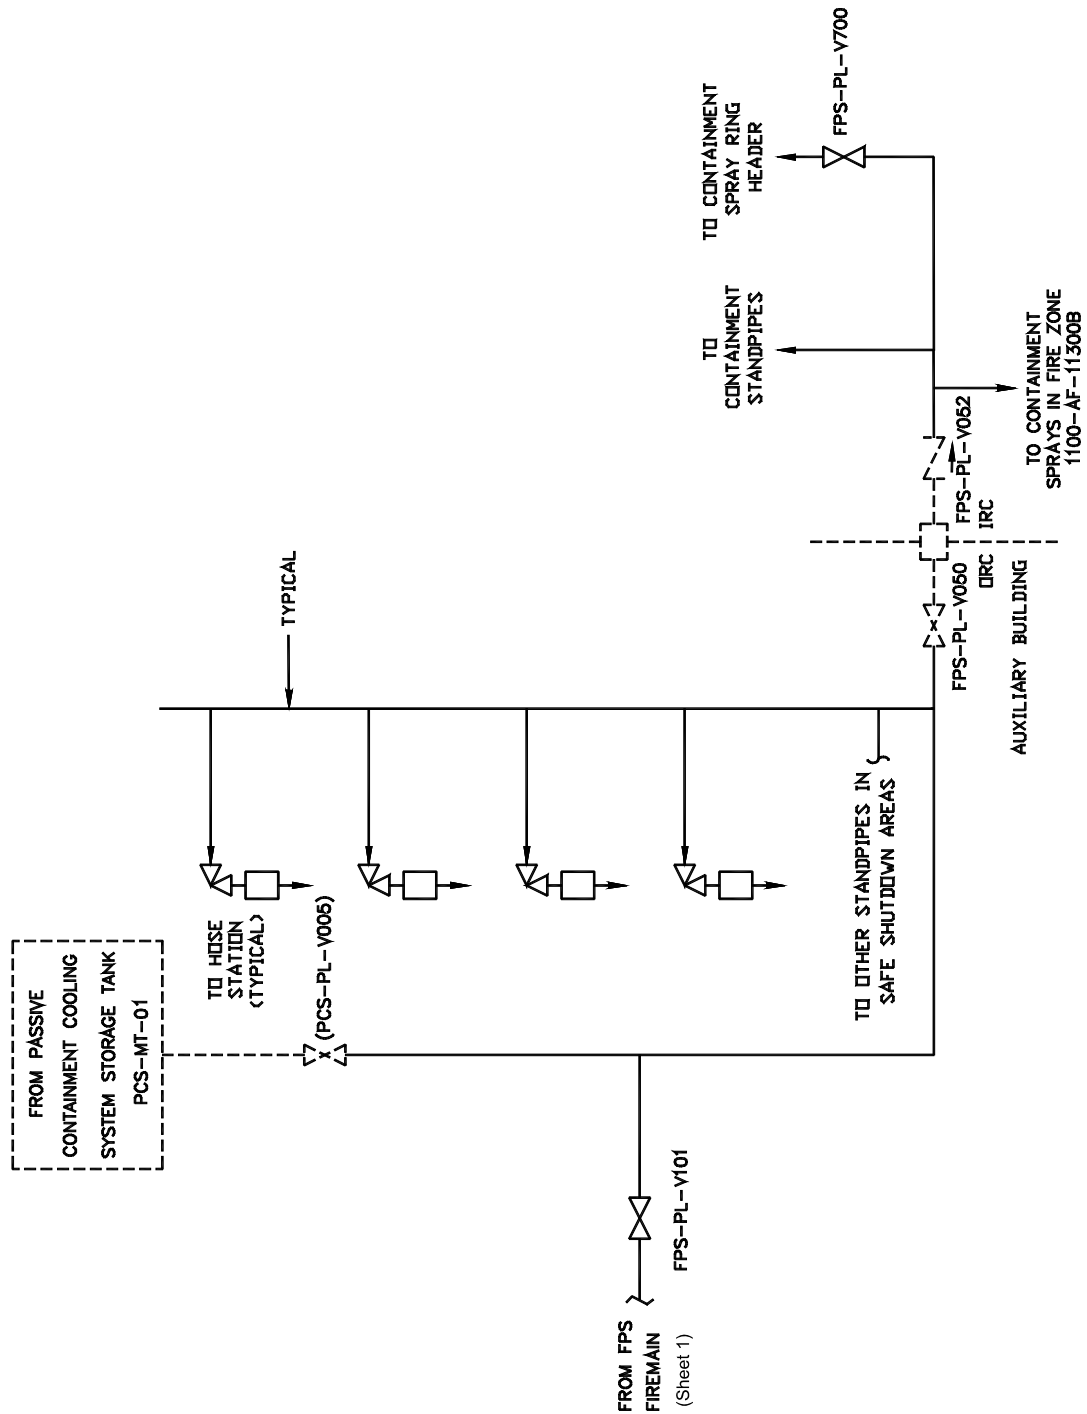 FROM PASSIVE
CONTAINMENT COOLING
SYSTEM STORAGE TANK
PCS-MT-01
(PCS-PL-V005)
TO HOSE
STATION
(TYPICAL)
TYPICAL
FROM FPS
FIREMAIN
(Sheet 1)
FPS-PL-V101
TO OTHER STANDPIPES IN
SAFE SHUTDOWN AREAS
FPS-PL-V050
ORC
IRC
AUXILIARY BUILDING
FPS-PL-V052
TO CONTAINMENT
SPRAYS IN FIRE ZONE
1100-AF-11300B
TO
CONTAINMENT
STANDPIPES
TO CONTAINMENT
SPRAY RING
HEADER
FPS-PL-V700